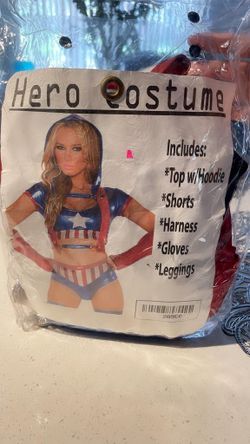 Hero Costume
Includes:
*Top w/Hoodie
*Shorts
*Harness
*Gloves
*Leggings